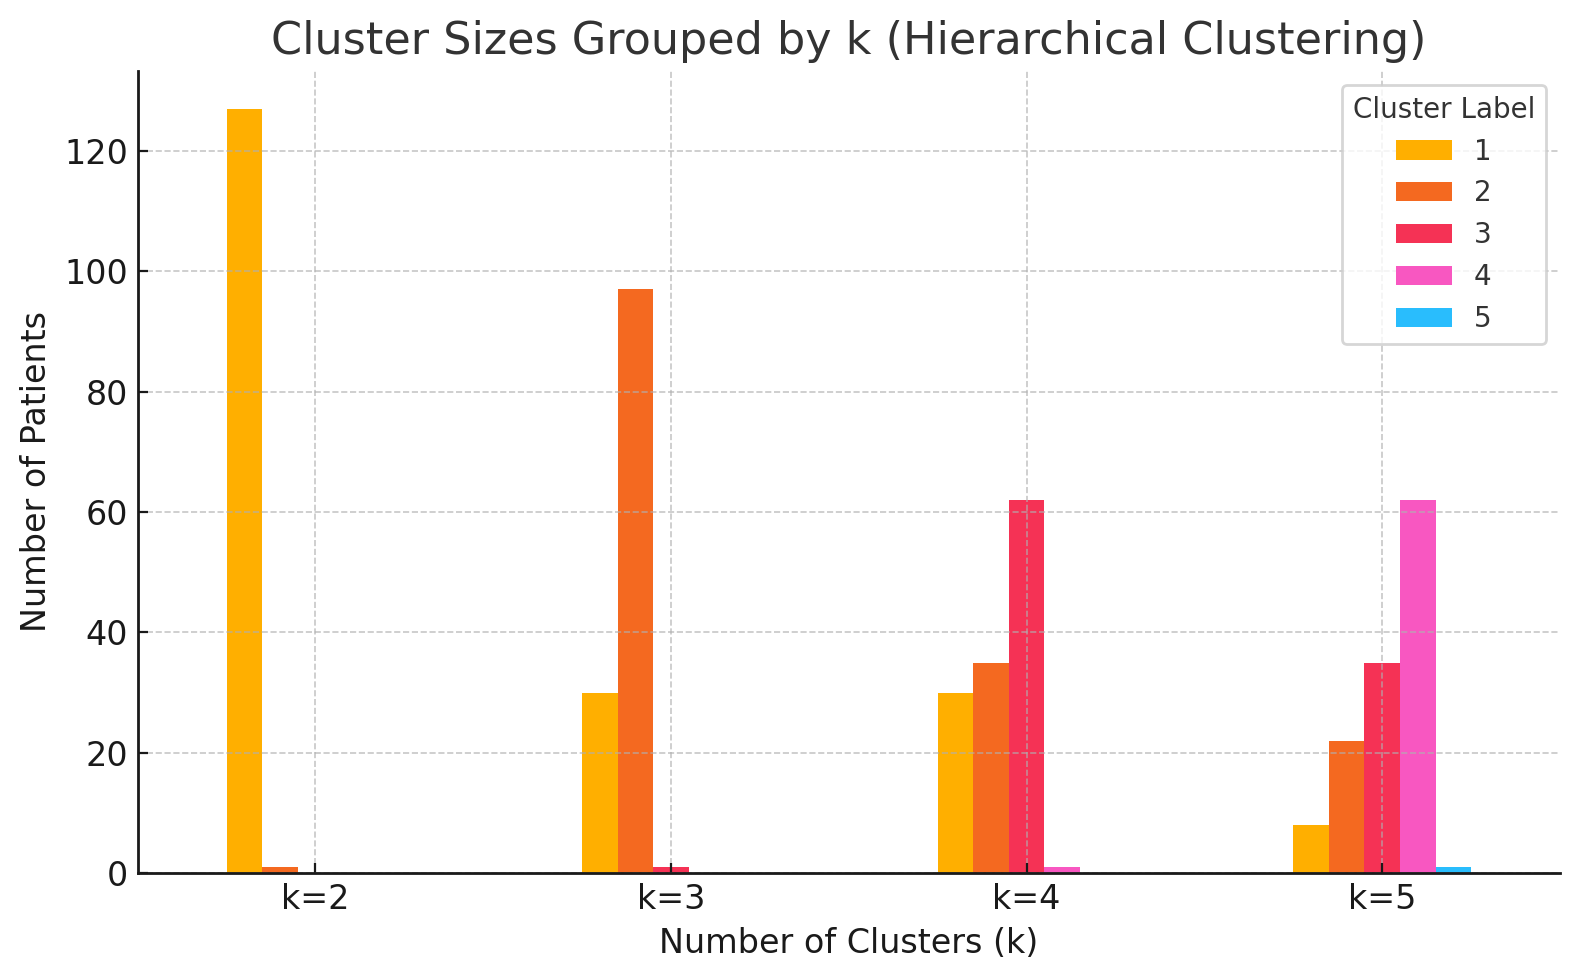 Cluster Sizes Grouped by k (Hierarchical Clustering)
Cluster Label
1
2
3
4
5
Number of Patients
120
100
80
60
40
20
0
k=2 k=3 k=4 k=5
Number of Clusters (k)